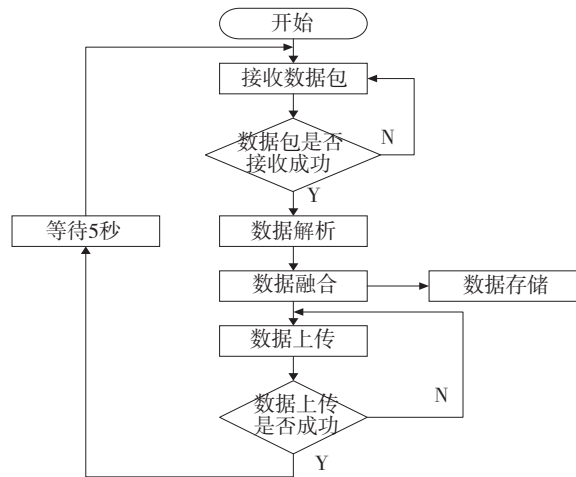 开始
接收数据包
数据包是否
接收成功
N
Y
等待5秒
数据解析
数据融合
数据存储
数据上传
数据上传
是否成功
N
Y